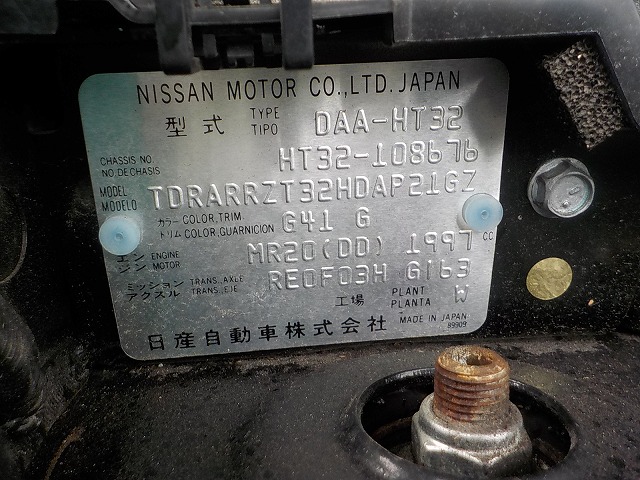 NISSAN MOTOR CO.,LTD. JAPAN
型式 TYPE TIPO DAA-HT32
CHASSIS NO. NO,DECHASIS HT32-108676
MODEL MODELO TDRARRZT32HDAP21GZ
カラー トリム COLOR,TRIM. COLOR,GUARNICION G41 G
エンジン ENGINE MOTOR MR20(DD) 1997 CC
ミッション アクスル TRANS.,AXLE TRANS.,EJE RE0F03H G163
工場 PLANT PLANTA W
日産自動車株式会社 MADE IN JAPAN
89909